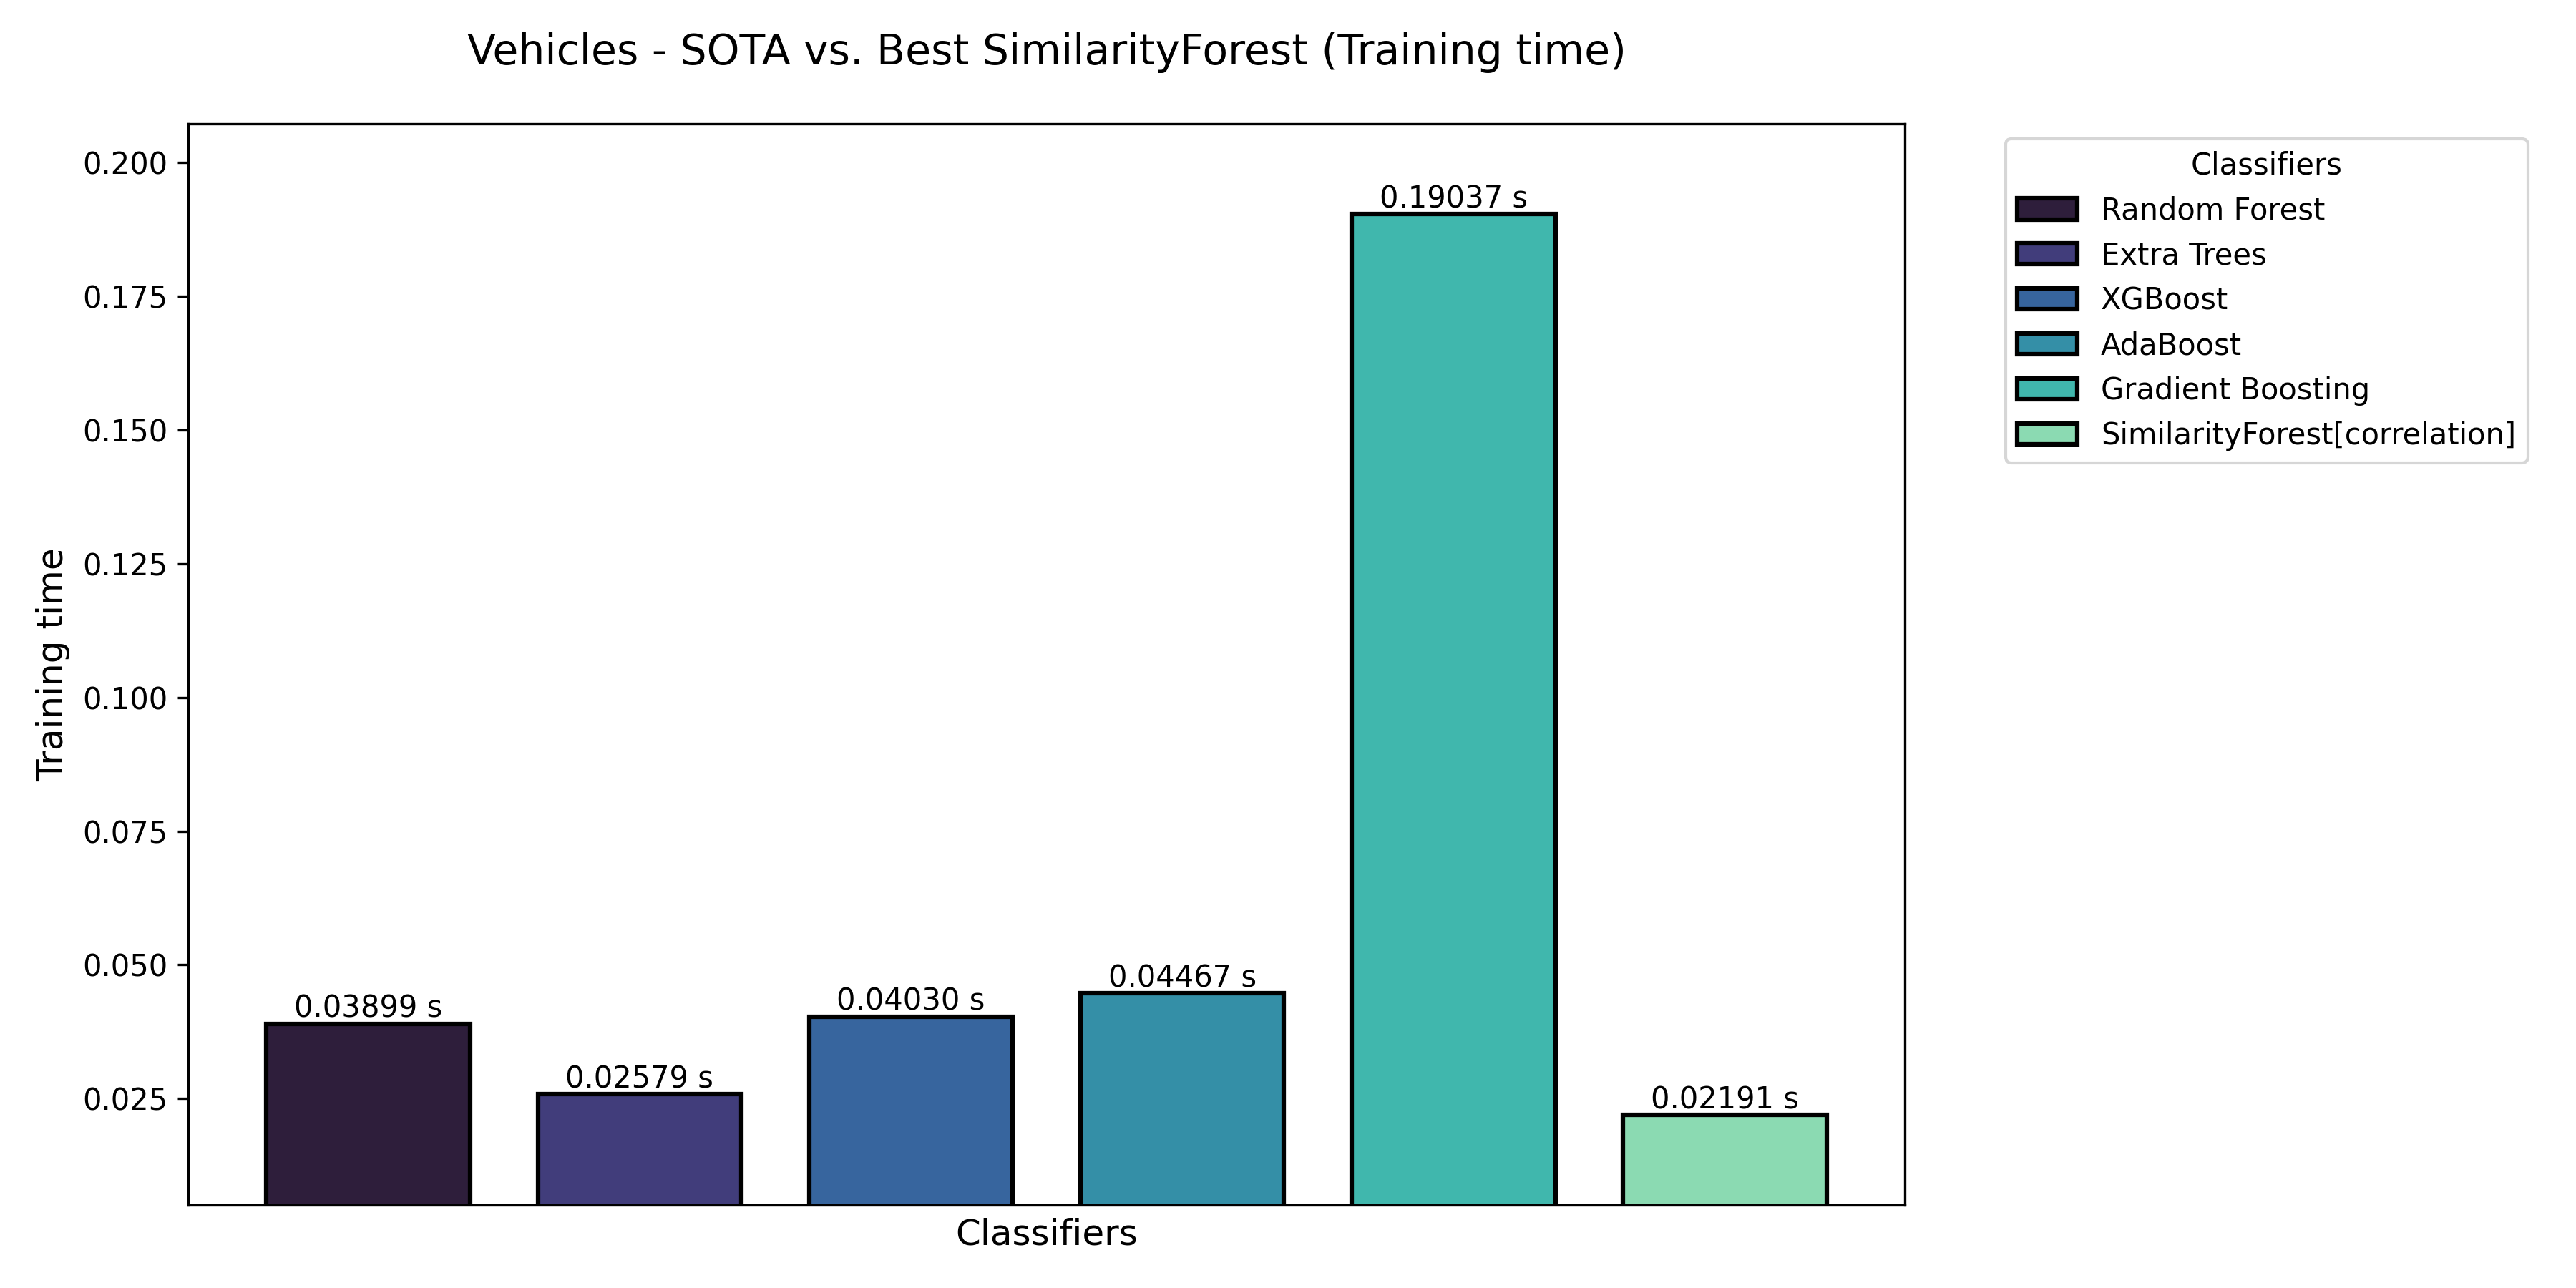 Vehicles - SOTA vs. Best SimilarityForest (Training time)
Training time
0.200
0.175
0.150
0.125
0.100
0.075
0.050
0.025
0.03899 s
0.02579 s
0.04030 s
0.04467 s
0.19037 s
0.02191 s
Classifiers
Classifiers
Random Forest
Extra Trees
XGBoost
AdaBoost
Gradient Boosting
SimilarityForest[correlation]